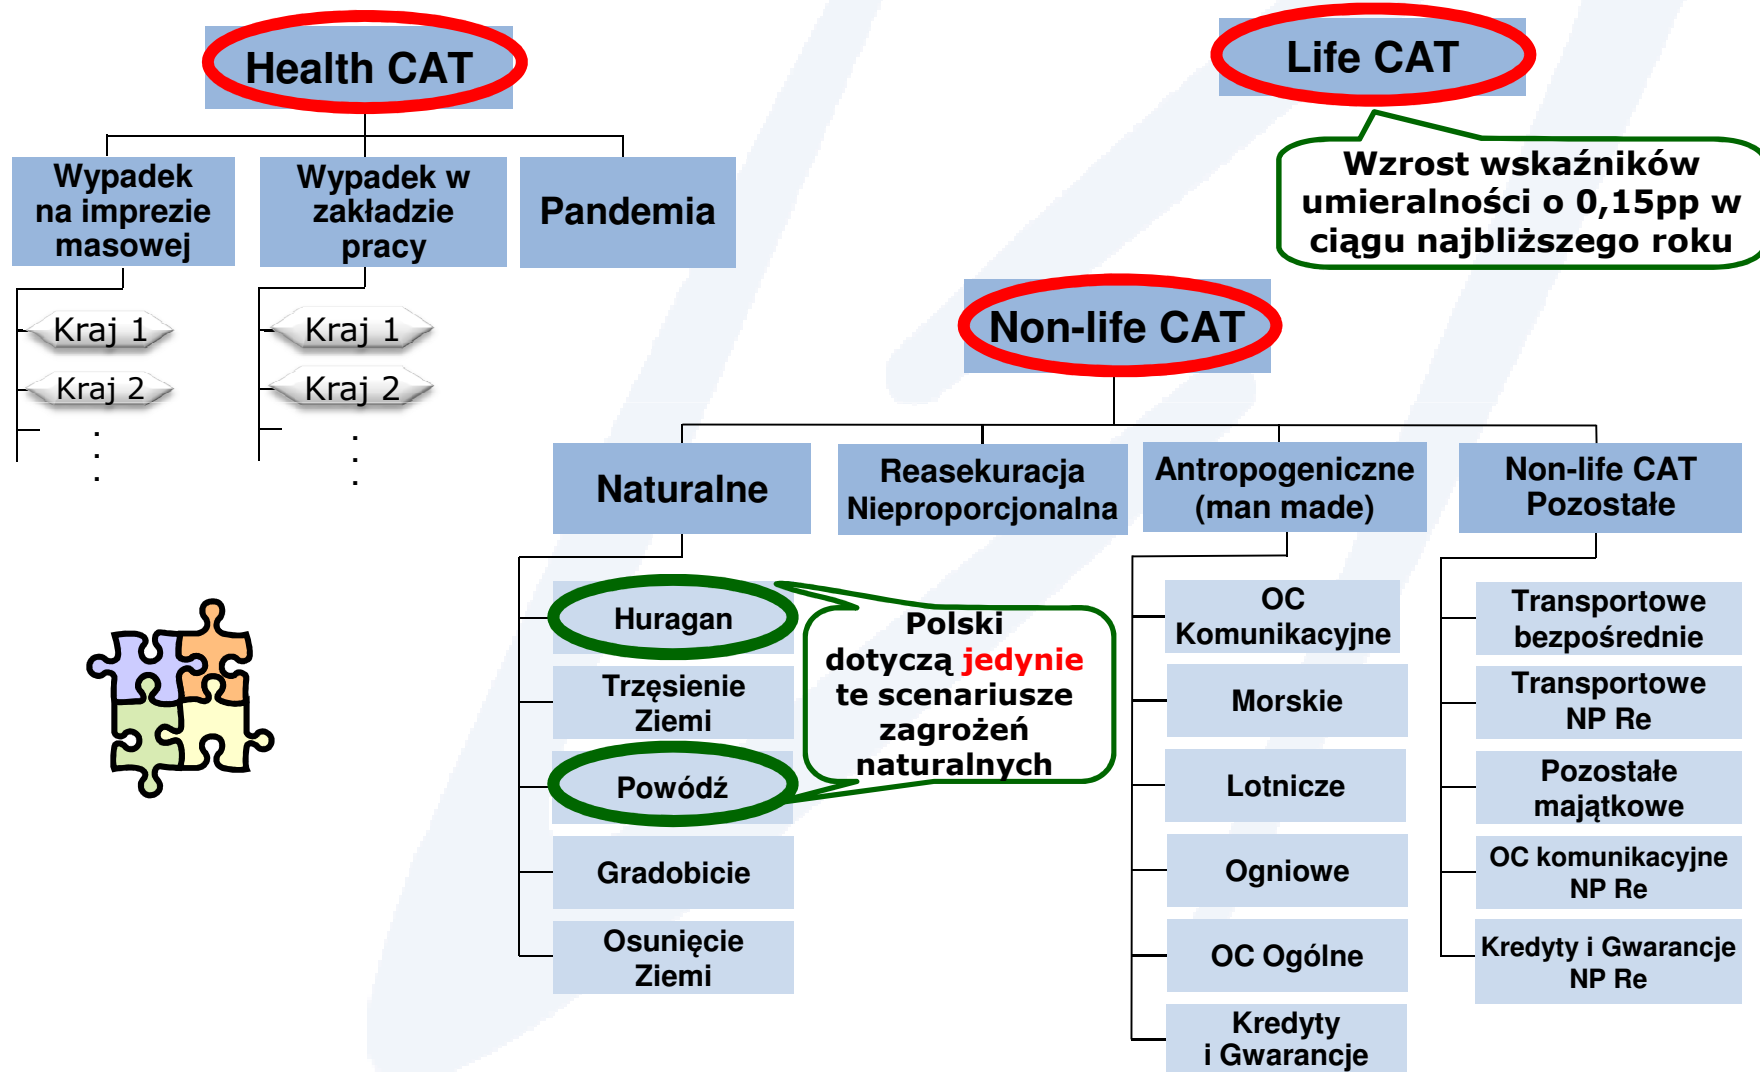 Health CAT
Wypadek
na imprezie
masowej
Wypadek w
zakładzie
pracy
Pandemia
Kraj 1
Kraj 2
.
.
.
Kraj 1
Kraj 2
.
.
.
Life CAT
Wzrost wskaźników
umieralności o 0,15pp w
ciągu najbliższego roku
Non-life CAT
Naturalne
Reasekuracja
Nieproporcjonalna
Antropogeniczne
(man made)
Non-life CAT
Pozostałe
Huragan
Trzęsienie
Ziemi
Powódź
Gradobicie
Osunięcie
Ziemi
Polski
dotyczą jedynie
te scenariusze
zagrożeń
naturalnych
OC
Komunikacyjne
Morskie
Lotnicze
Ogniowe
OC Ogólne
Kredyty
i Gwarancje
Transportowe
bezpośrednie
Transportowe
NP Re
Pozostałe
majątkowe
OC komunikacyjne
NP Re
Kredyty i Gwarancje
NP Re